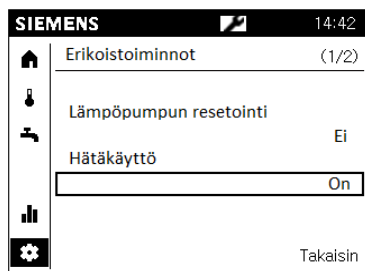 SIEMENS 14:42
Erikoistoiminnot (1/2)
Lämpöpumpun resetointi
Ei
Hätäkäyttö
On
Takaisin